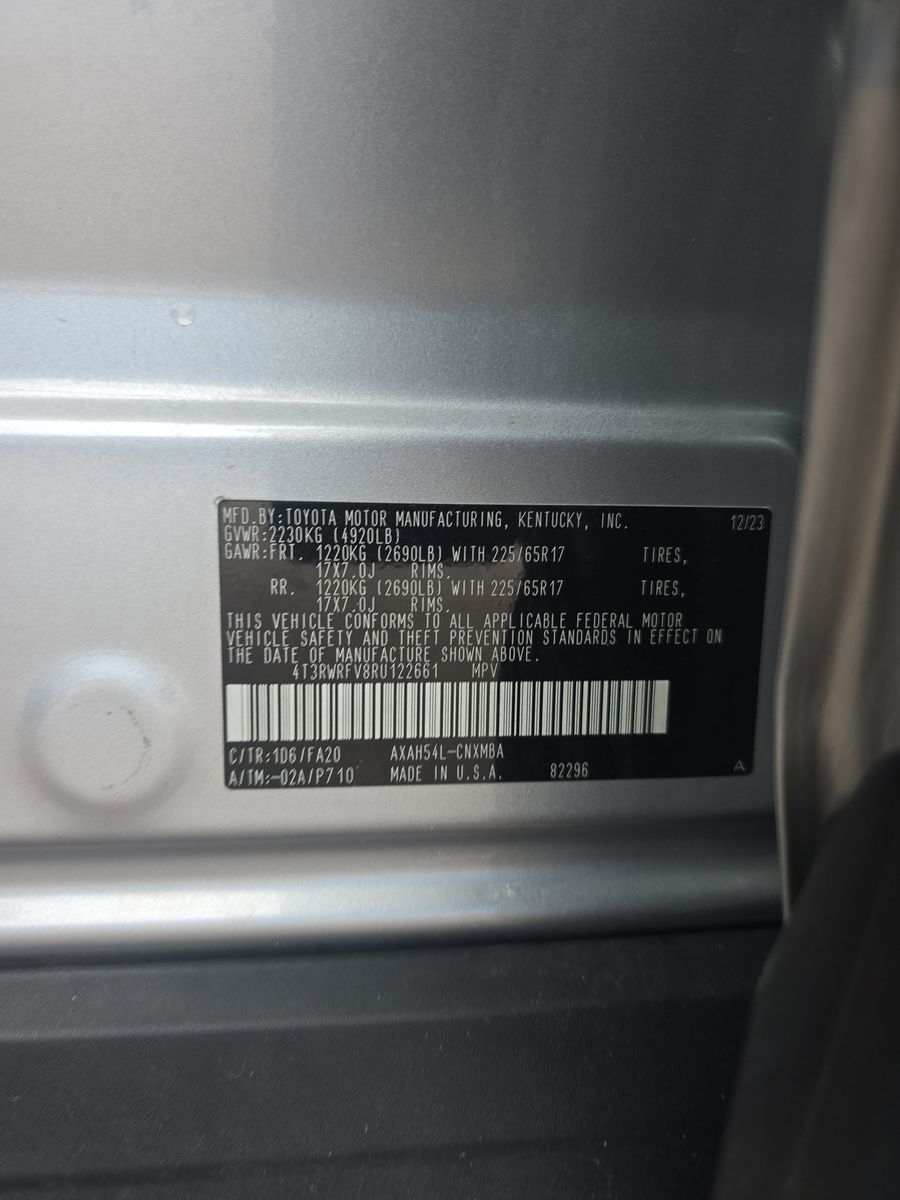 MFD.BY:TOYOTA MOTOR MANUFACTURING, KENTUCKY, INC. 12/23
GVWR:2230KG (4920LB)
GAWR:FRT. 1220KG (2690LB) WITH 225/65R17 TIRES,
17X7.0J RIMS.
RR. 1220KG (2690LB) WITH 225/65R17 TIRES,
17X7.0J RIMS.
THIS VEHICLE CONFORMS TO ALL APPLICABLE FEDERAL MOTOR
VEHICLE SAFETY AND THEFT PREVENTION STANDARDS IN EFFECT ON
THE DATE OF MANUFACTURE SHOWN ABOVE.
4T3RWRFV8RU122661 MPV
C/TR:1D6/FA20 AXAH54L-CNXMBA
A/TM:-02A/P710 MADE IN U.S.A. 82296 A